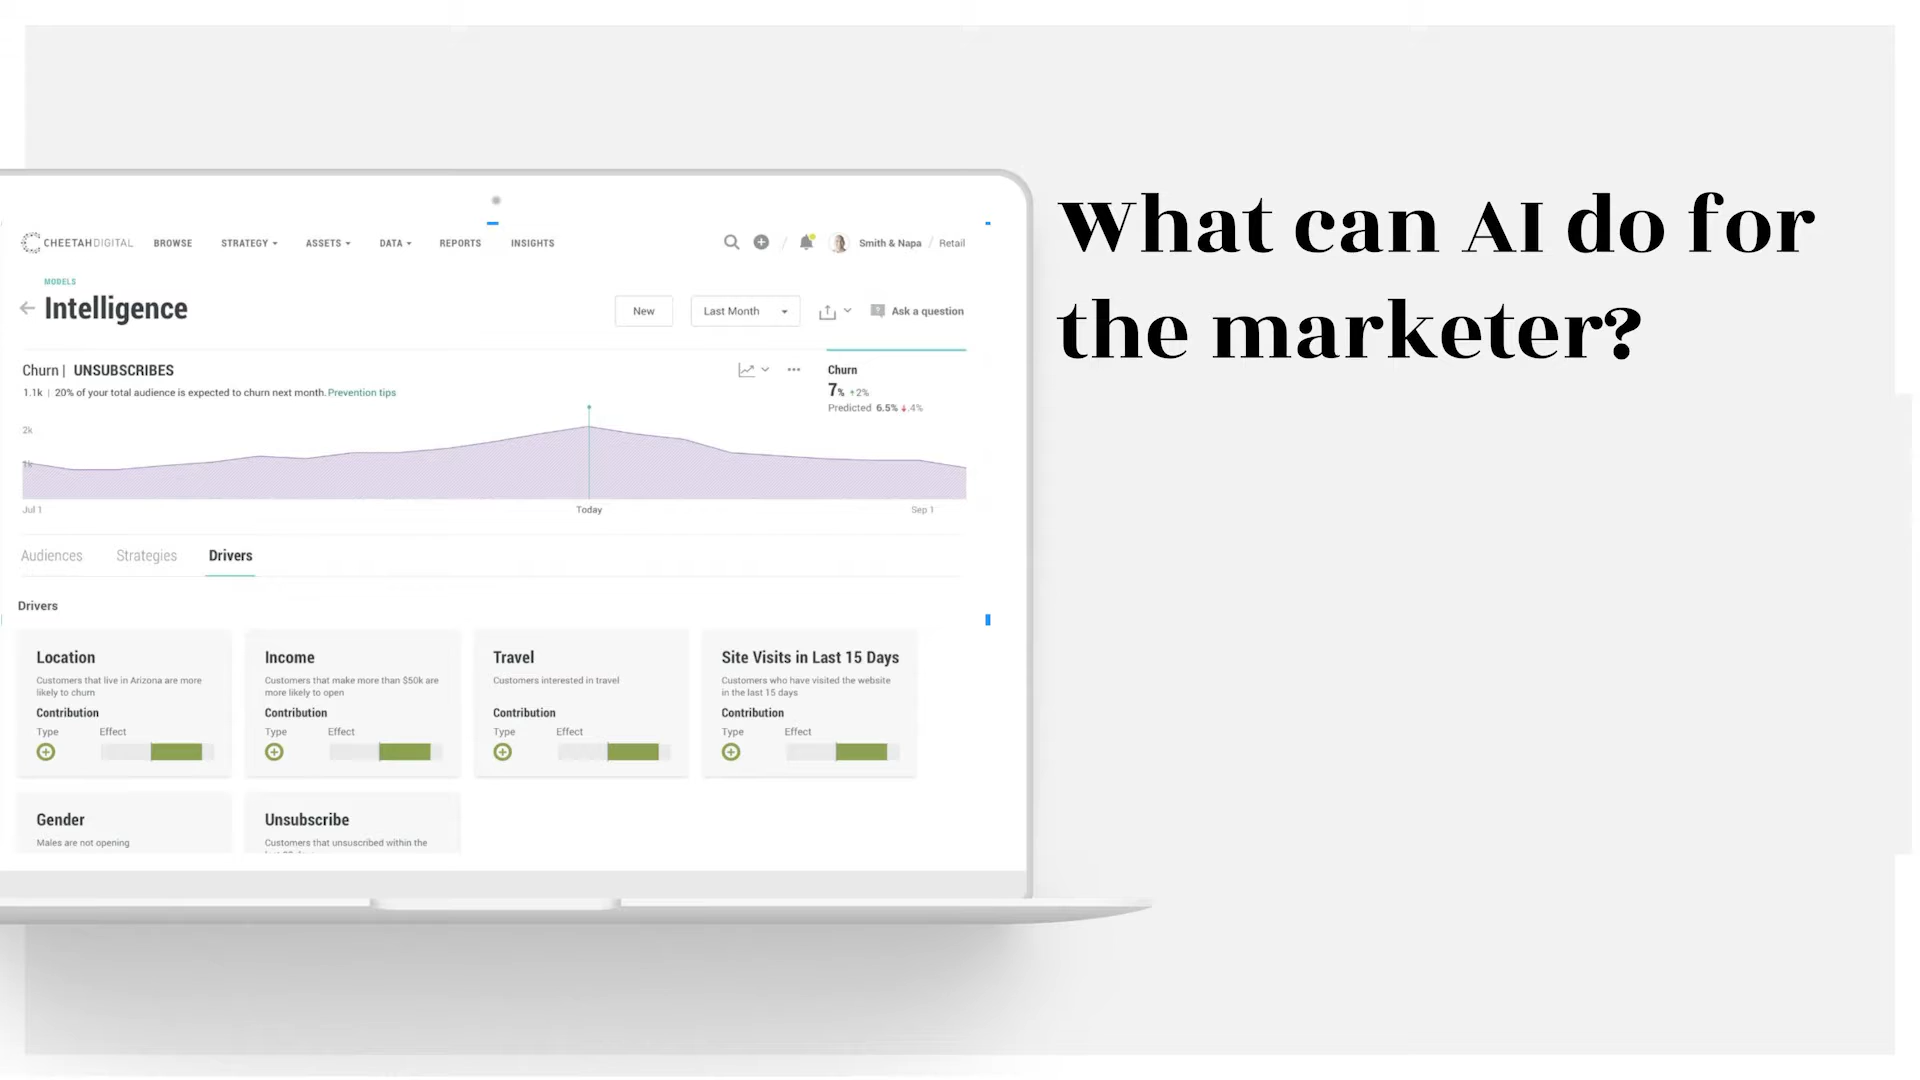 What can AI do for
the marketer?
CHEETAHDIGITAL BROWSE STRATEGY ASSETS DATA REPORTS INSIGHTS Smith & Napa / Retail
MODELS
Intelligence
New Last Month Ask a question
Churn | UNSUBSCRIBES
1.1k | 20% of your total audience is expected to churn next month. Prevention tips
Churn
7% ↑2%
Predicted 6.5% ↓.4%
2k
1k
Jul 1 Today Sep 1
Audiences Strategies Drivers
Drivers
Location
Customers that live in Arizona are more
likely to churn
Contribution
Type Effect
Income
Customers that make more than $50k are
more likely to open
Contribution
Type Effect
Travel
Customers interested in travel
Contribution
Type Effect
Site Visits in Last 15 Days
Customers who have visited the website
in the last 15 days
Contribution
Type Effect
Gender
Males are not opening
Unsubscribe
Customers that unsuscribed within the